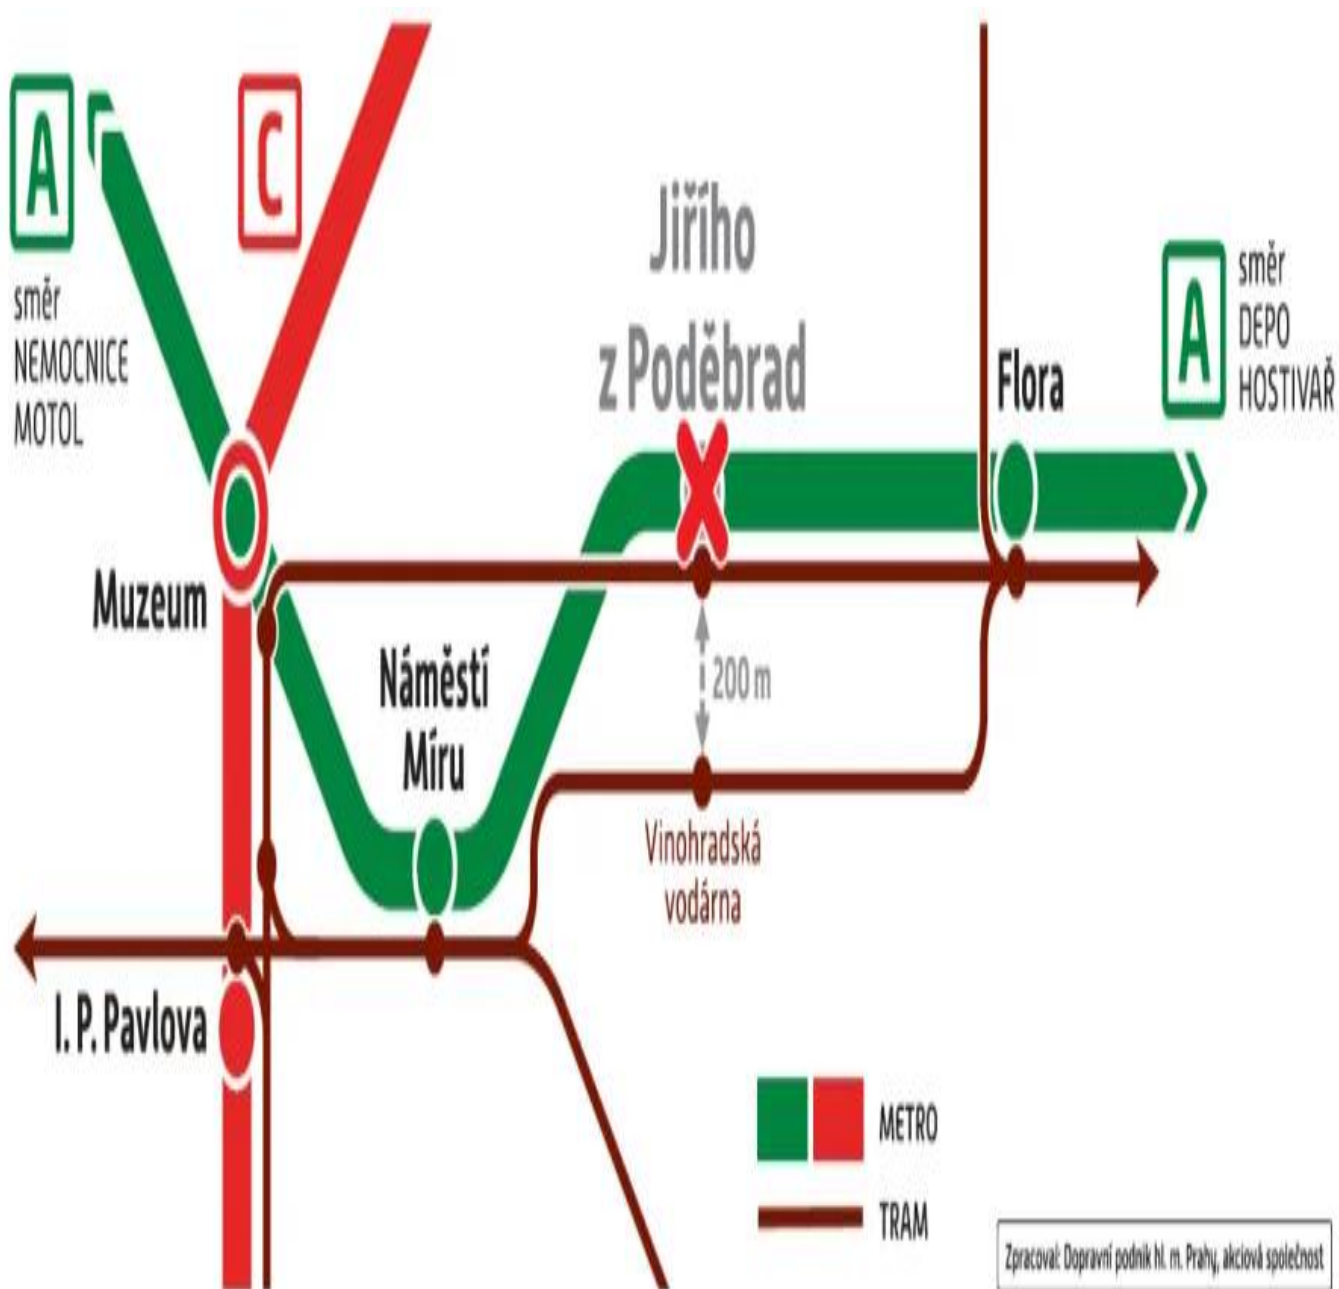 A
směr
NEMOCNICE
MOTOL
C
Jiřího
z Poděbrad
Flora
A
směr
DEPO
HOSTIVAŘ
Muzeum
Náměstí
Míru
200 m
Vinohradská
vodárna
I. P. Pavlova
METRO
TRAM
Zpracoval: Dopravní podnik hl. m. Prahy, akciová společnost